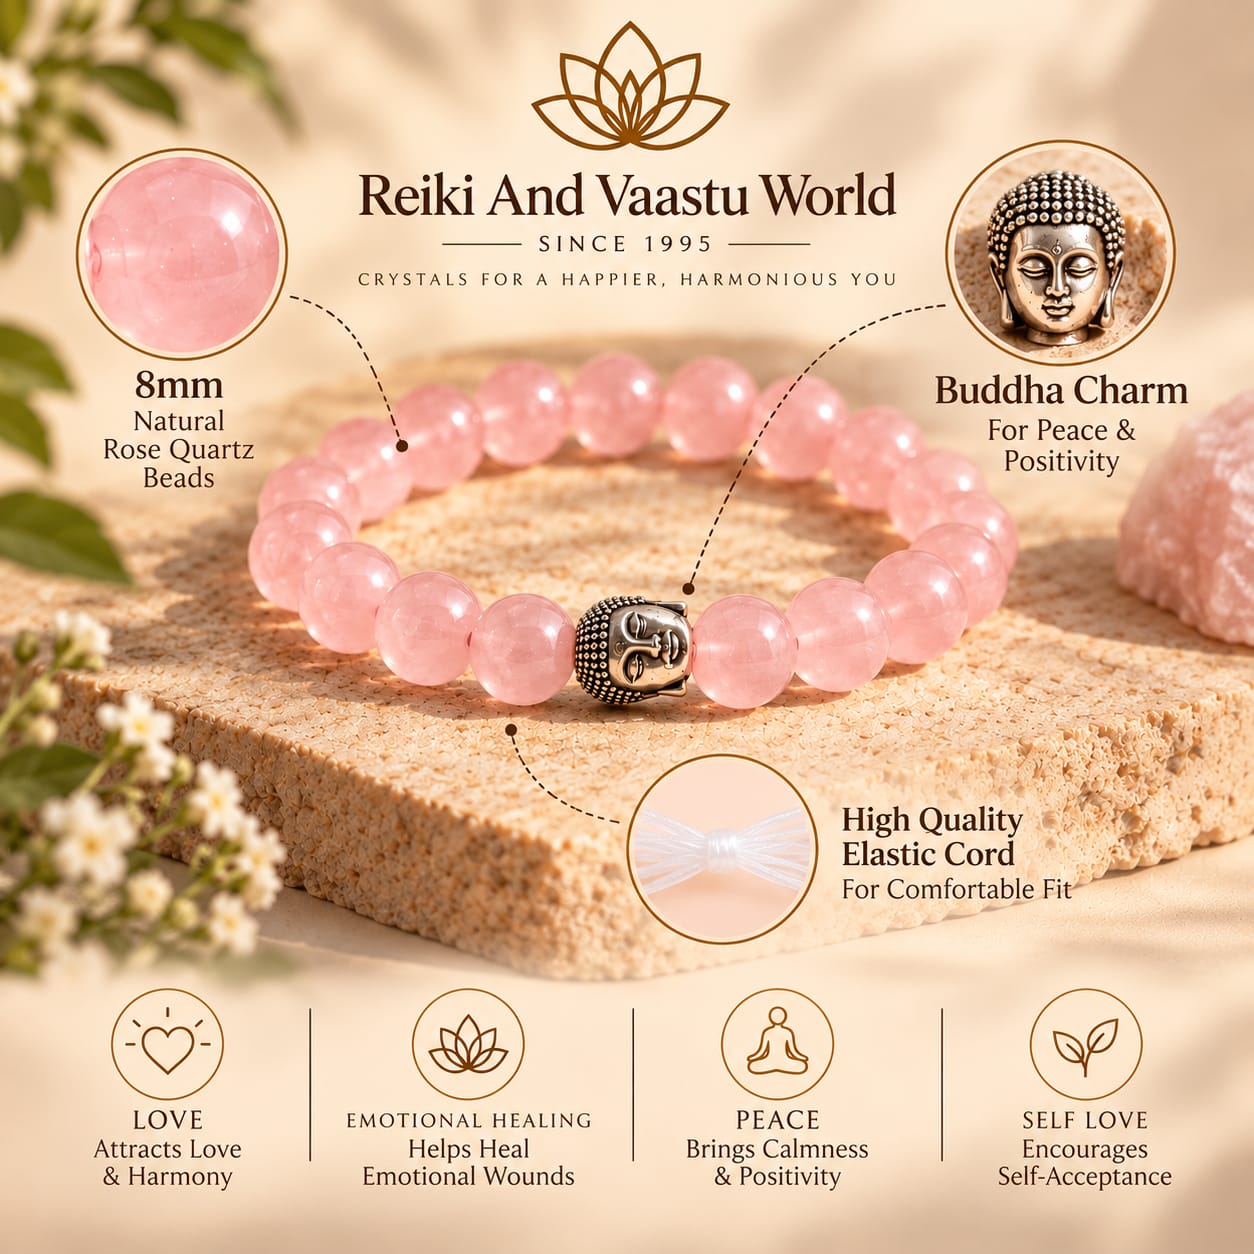 Reiki And Vaastu World
SINCE 1995
CRYSTALS FOR A HAPPIER, HARMONIOUS YOU
8mm
Natural
Rose Quartz
Beads
Buddha Charm
For Peace &
Positivity
High Quality
Elastic Cord
For Comfortable Fit
LOVE
Attracts Love
& Harmony
EMOTIONAL HEALING
Helps Heal
Emotional Wounds
PEACE
Brings Calmness
& Positivity
SELF LOVE
Encourages
Self-Acceptance